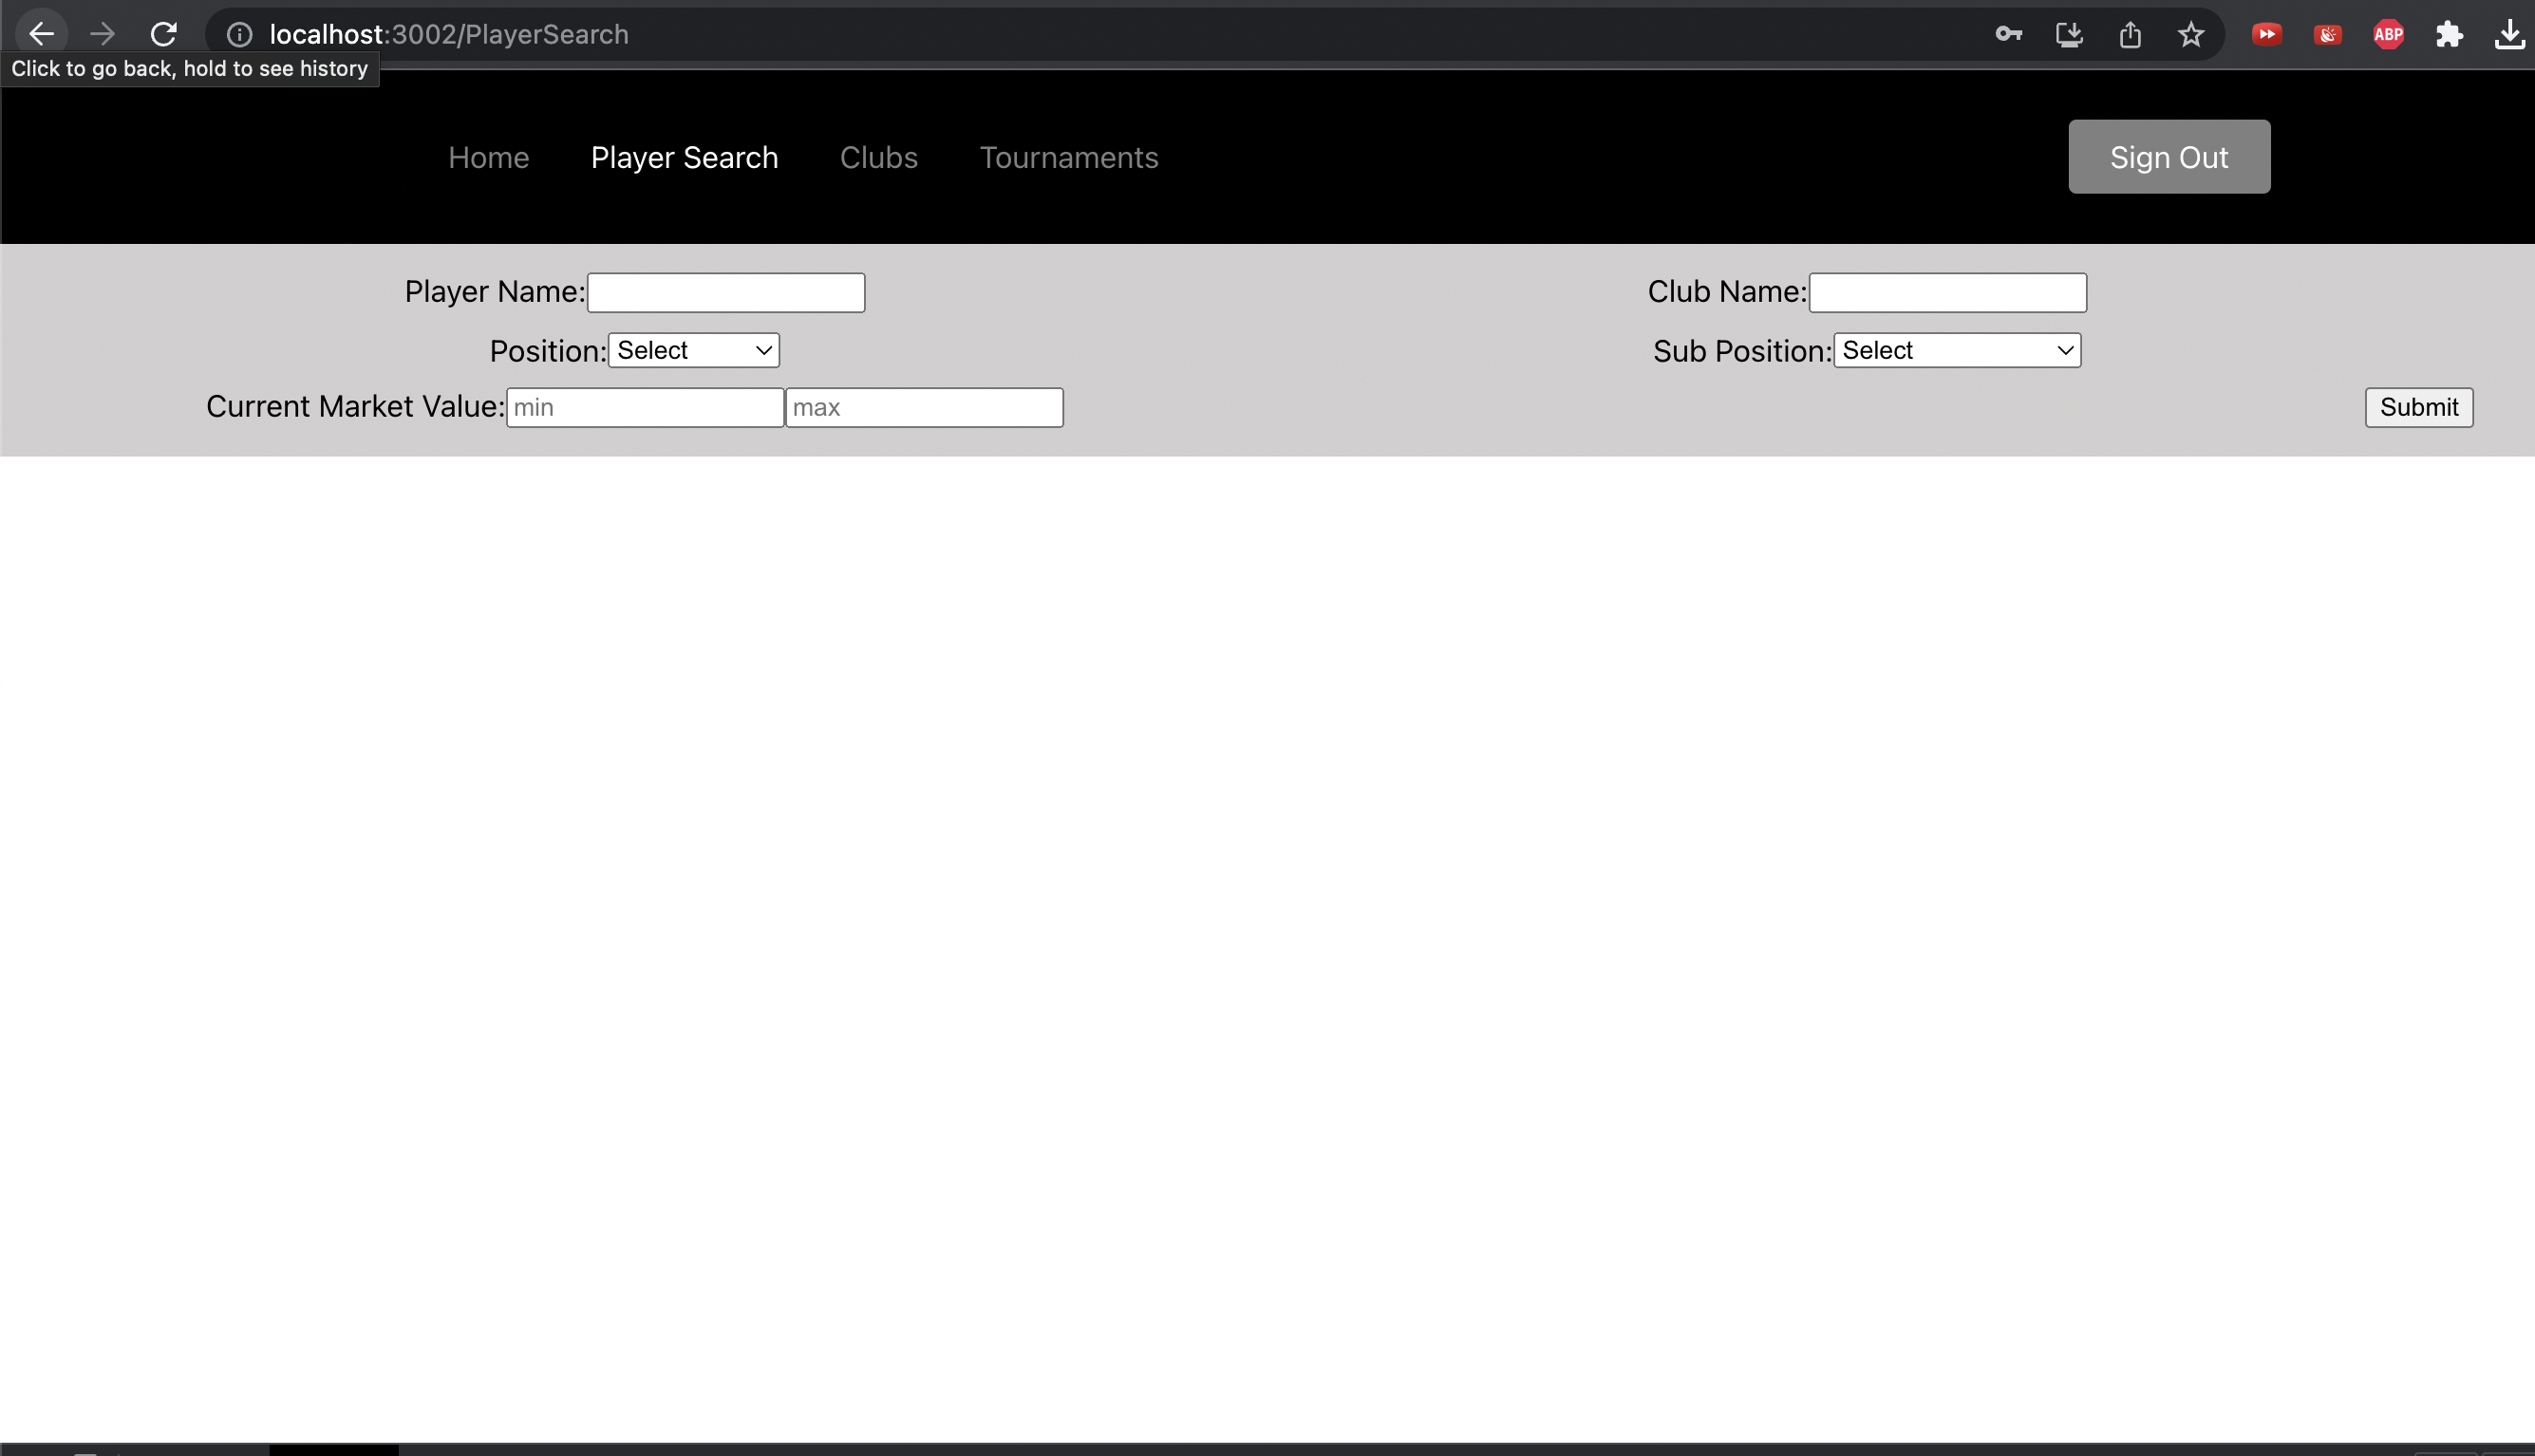 localhost:3002/PlayerSearch
ABP
Click to go back, hold to see history
Home Player Search Clubs Tournaments Sign Out
Player Name: Club Name:
Position: Select Sub Position: Select
Current Market Value: min max Submit